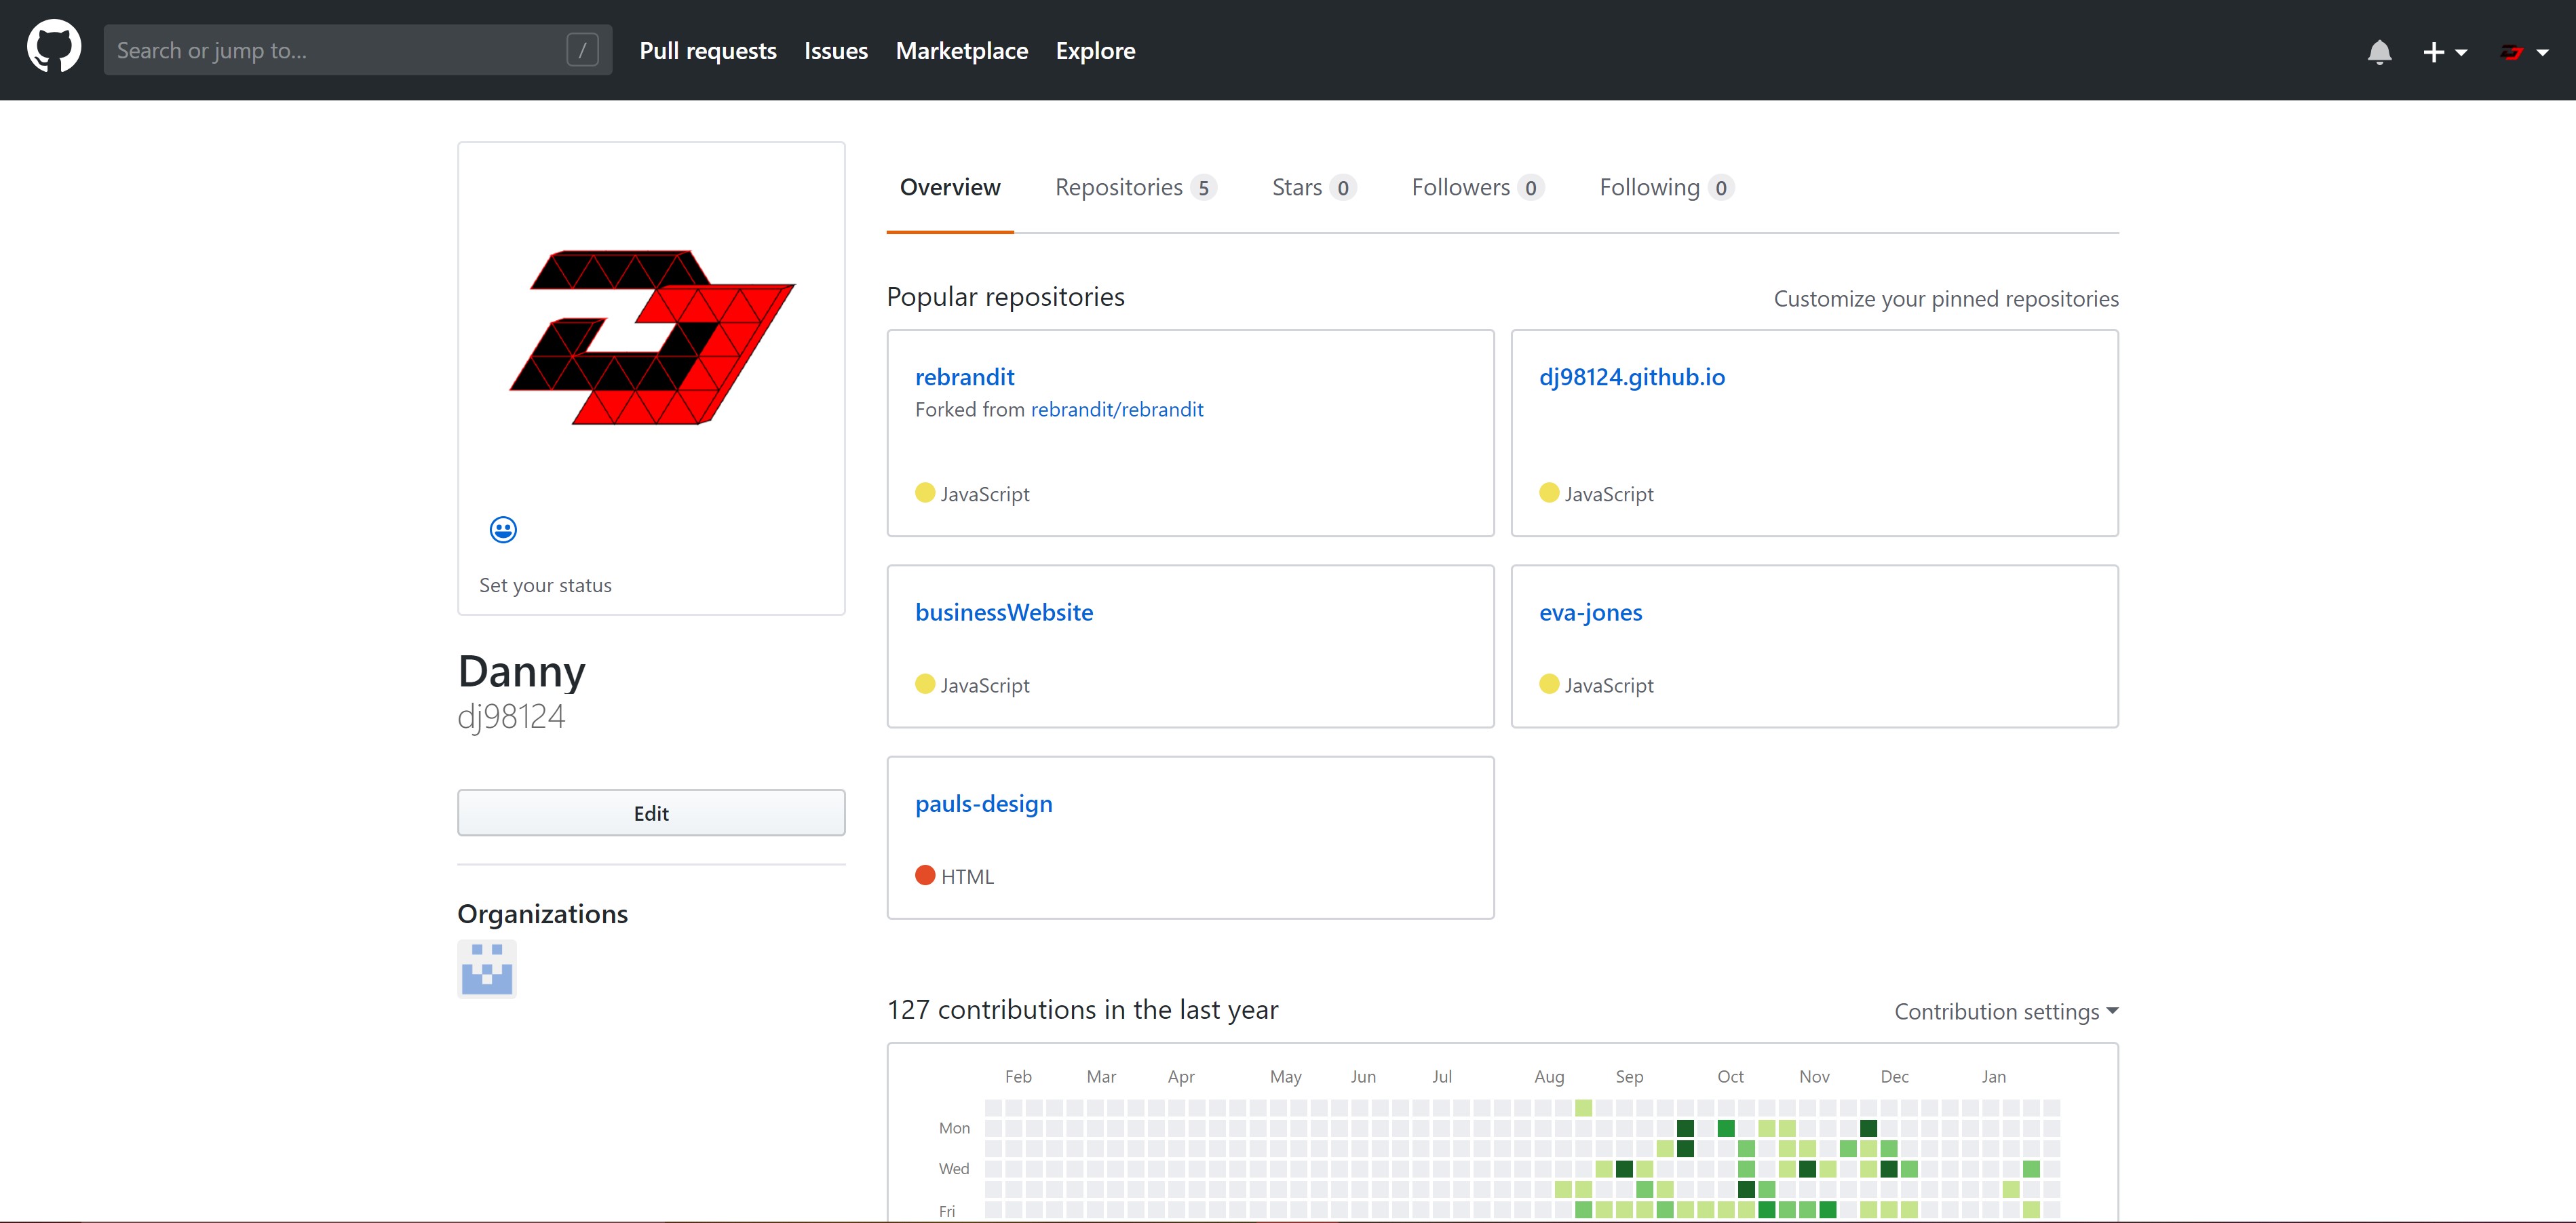 Search or jump to...
/
Pull requests Issues Marketplace Explore
Overview Repositories 5 Stars 0 Followers 0 Following 0
Set your status
Danny
dj98124
Edit
Organizations
Popular repositories
Customize your pinned repositories
rebrandit
Forked from rebrandit/rebrandit
JavaScript
dj98124.github.io
JavaScript
businessWebsite
JavaScript
eva-jones
JavaScript
pauls-design
HTML
127 contributions in the last year
Contribution settings
Feb Mar Apr May Jun Jul Aug Sep Oct Nov Dec Jan
Mon
Wed
Fri